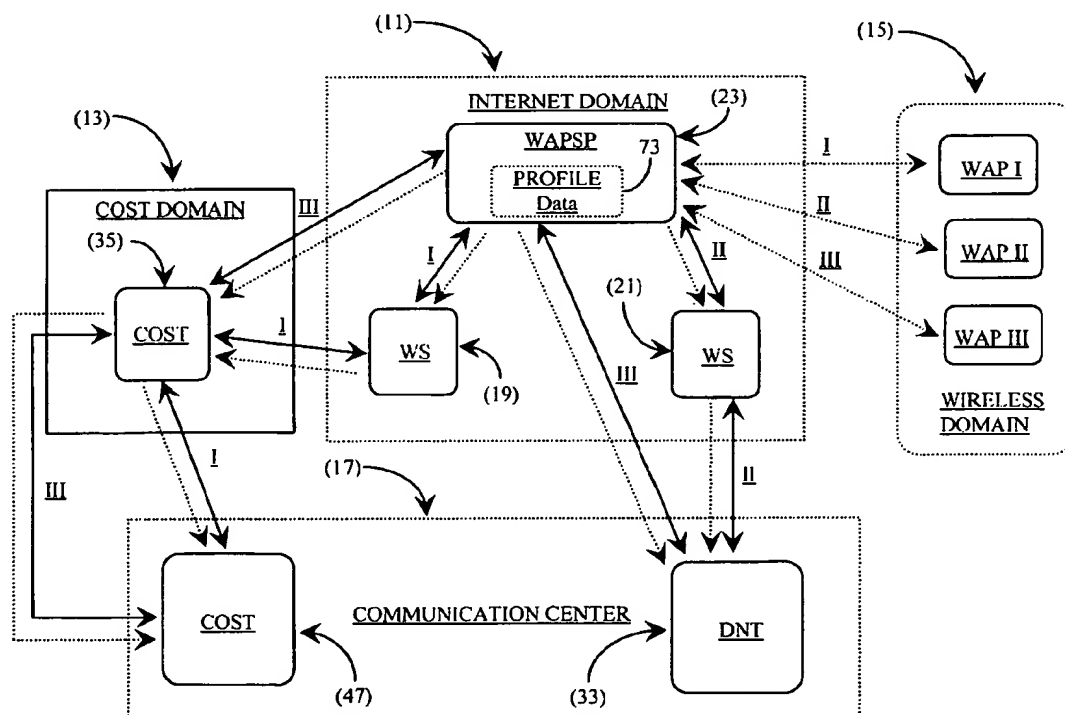 (11)
(15)
(13)
INTERNET DOMAIN
(23)
WAPSP
73
PROFILE
Data
I
WAP I
COST DOMAIN
III
(35)
II
WAP II
I
II
III
WAP III
(21)
COST
I
WS
WS
(19)
III
WIRELESS
DOMAIN
I
(17)
II
III
COST
COMMUNICATION CENTER
DNT
(47)
(33)